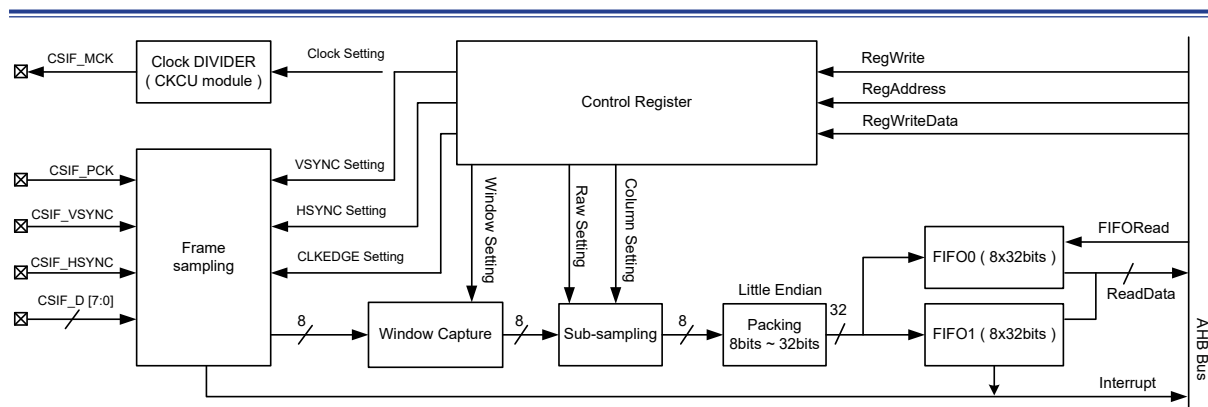 CSIF_MCK
Clock DIVIDER
( CKCU module )
Clock Setting
Control Register
RegWrite
RegAddress
RegWriteData
CSIF_PCK
CSIF_VSYNC
CSIF_HSYNC
CSIF_D [7:0]
Frame
sampling
VSYNC Setting
HSYNC Setting
CLKEDGE Setting
Window Setting
Raw Setting
Column Setting
8
Window Capture
8
Sub-sampling
8
Little Endian
Packing
8bits ~ 32bits
32
FIFO0 ( 8x32bits )
FIFO1 ( 8x32bits )
FIFORead
ReadData
Interrupt
AHB Bus